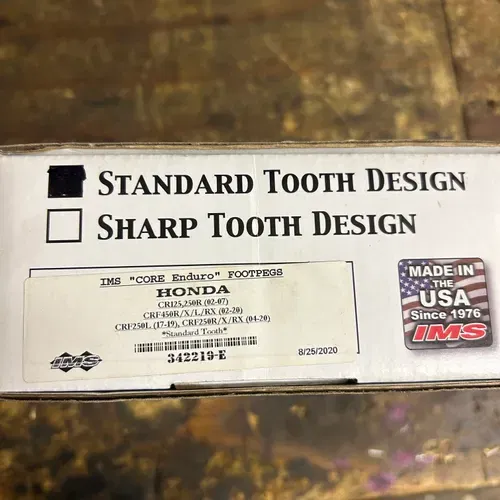 STANDARD TOOTH DESIGN
SHARP TOOTH DESIGN
IMS "CORE Enduro" FOOTPEGS
HONDA
CR125,250R (02-07)
CRF450R/X/L/RX (02-20)
CRF250L (17-19), CRF250R/X/RX (04-20)
*Standard Tooth*
342219-E
8/25/2020
IMS
MADE IN
THE
USA
Since 1976
IMS